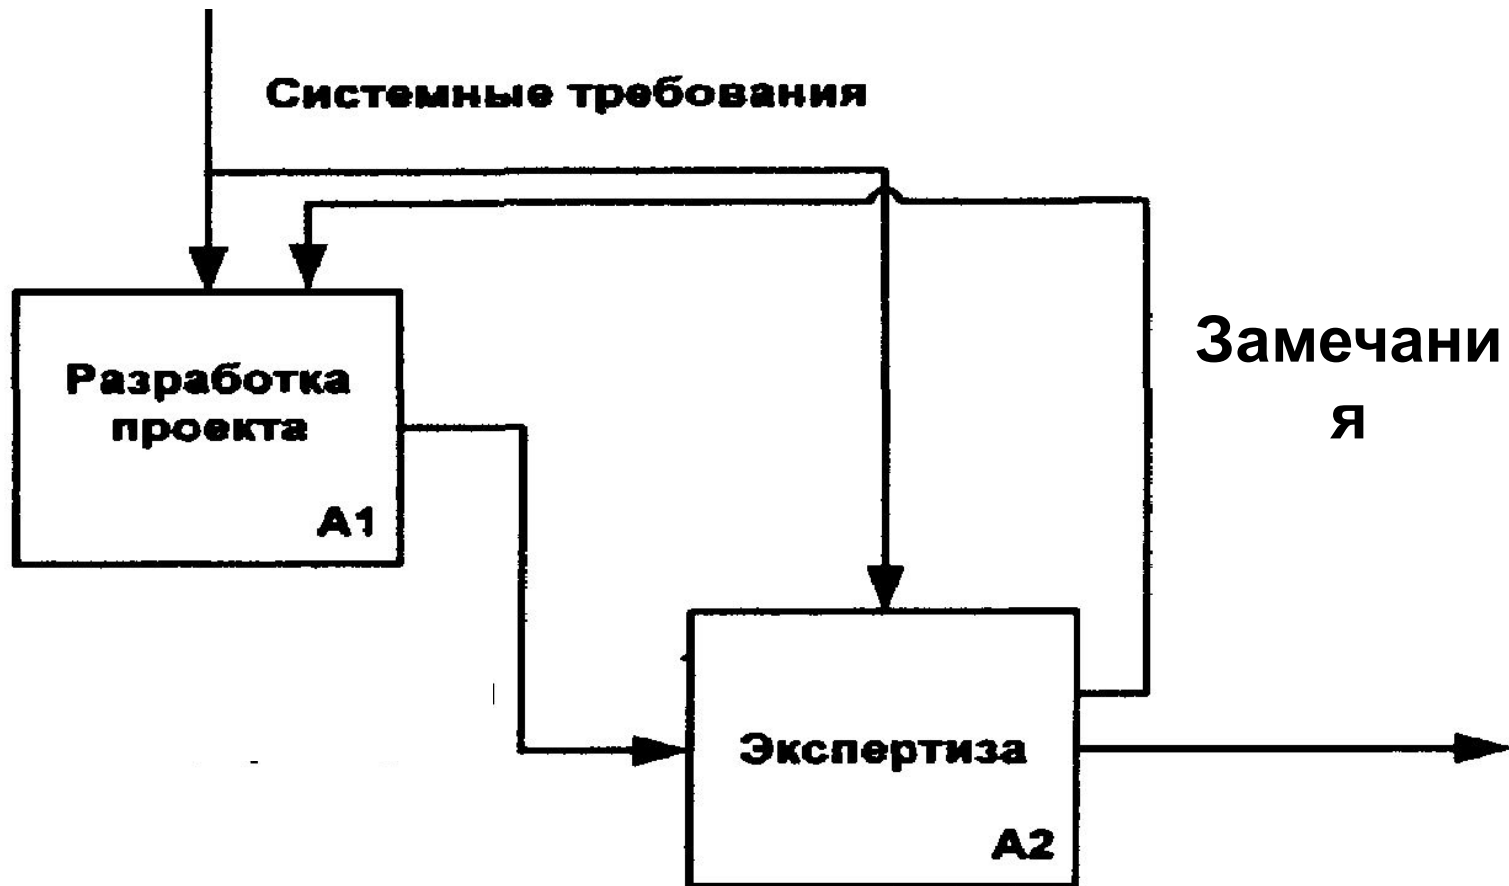 Системные требования
Замечани
я
Разработка
проекта
А1
Экспертиза
А2